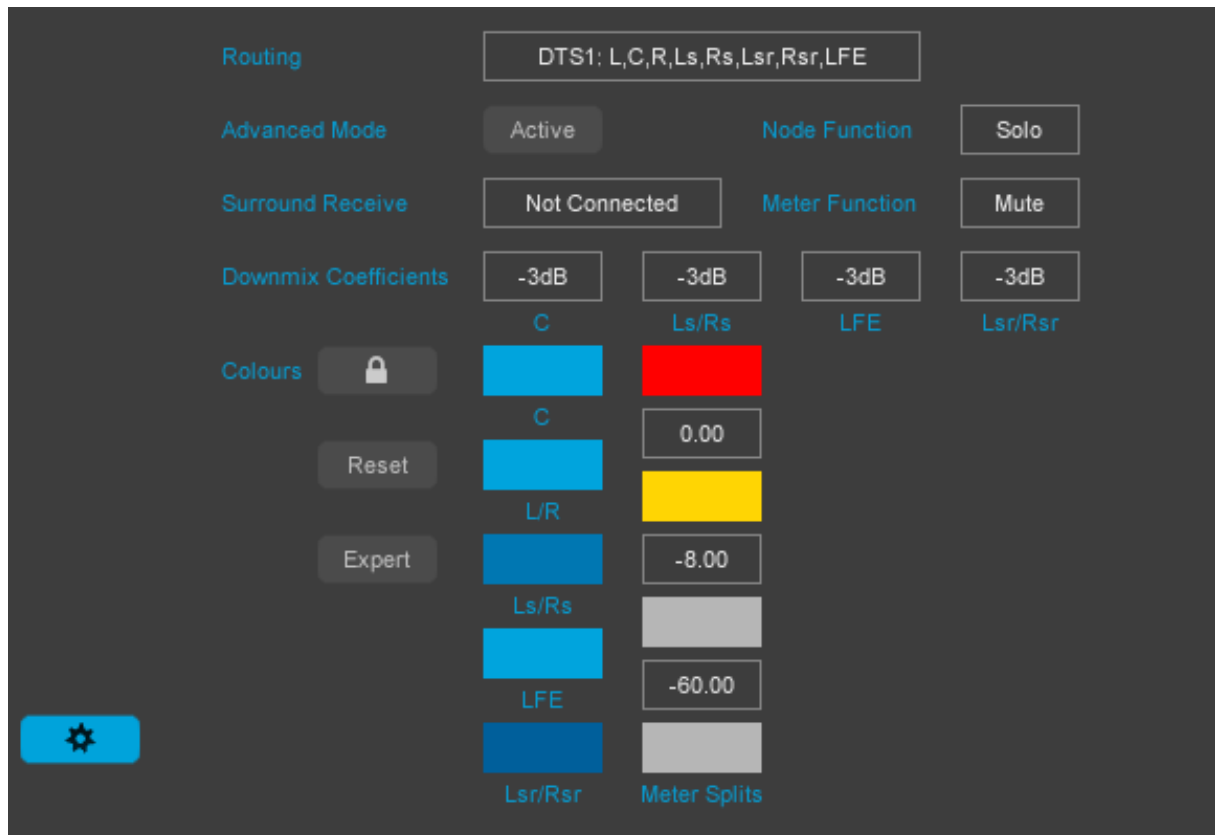 Routing DTS1: L,C,R,Ls,Rs,Lsr,Rsr,LFE
Advanced Mode Active Node Function Solo
Surround Receive Not Connected Meter Function Mute
Downmix Coefficients -3dB -3dB -3dB -3dB
C Ls/Rs LFE Lsr/Rsr
Colours
C
0.00
Reset
L/R
Expert -8.00
Ls/Rs
-60.00
LFE
Lsr/Rsr Meter Splits